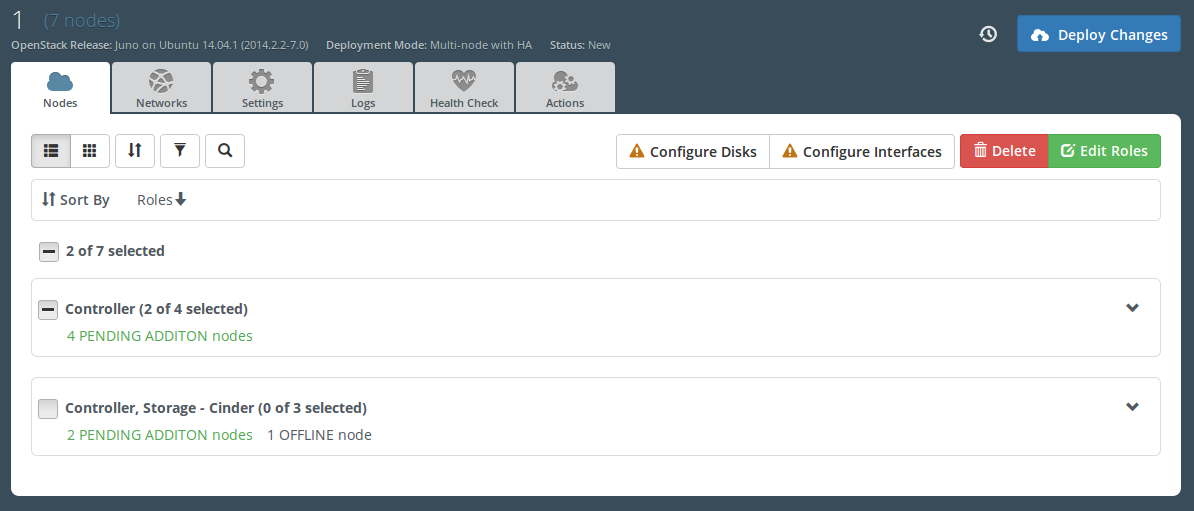 1 (7 nodes)
OpenStack Release: Juno on Ubuntu 14.04.1 (2014.2.2-7.0) Deployment Mode: Multi-node with HA Status: New
Deploy Changes
Nodes Networks Settings Logs Health Check Actions
Configure Disks Configure Interfaces Delete Edit Roles
Sort By Roles
2 of 7 selected
Controller (2 of 4 selected)
4 PENDING ADDITON nodes
Controller, Storage - Cinder (0 of 3 selected)
2 PENDING ADDITON nodes 1 OFFLINE node